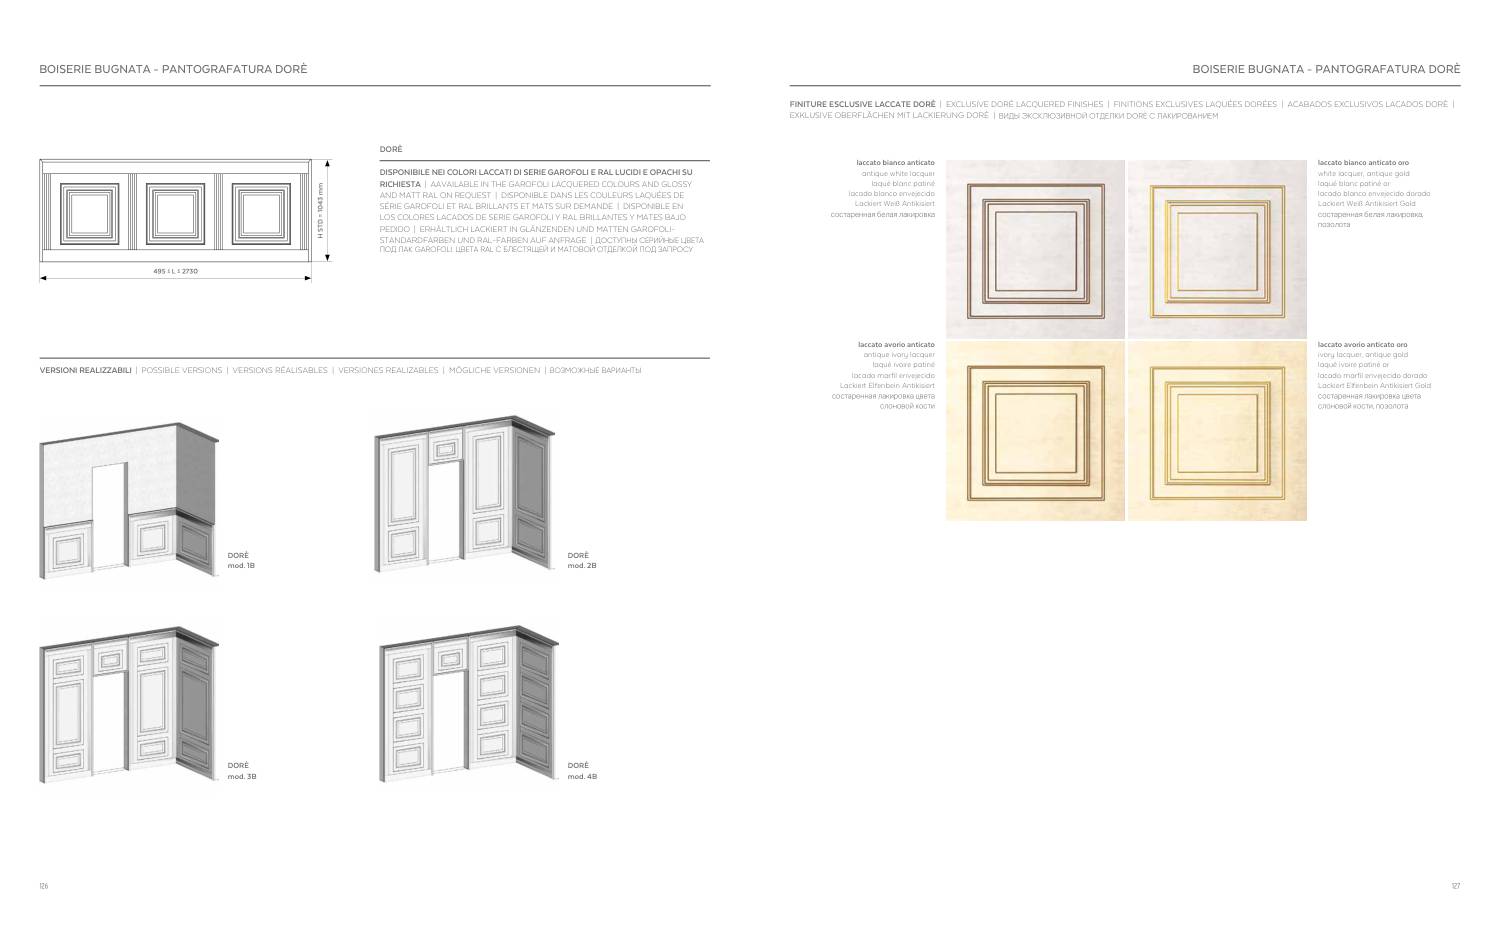 BOISERIE BUGNATA - PANTOGRAFATURA DORÈ
DORÈ
DISPONIBILE NEI COLORI LACCATI DI SERIE GAROFOLI E RAL LUCIDI E OPACHI SU
RICHIESTA | AAVAILABLE IN THE GAROFOLI LACQUERED COLOURS AND GLOSSY
AND MATT RAL ON REQUEST | DISPONIBLE DANS LES COULEURS LAQUÉES DE
SÉRIE GAROFOLI ET RAL BRILLANTS ET MATS SUR DEMANDE | DISPONIBLE EN
LOS COLORES LACADOS DE SERIE GAROFOLI Y RAL BRILLANTES Y MATES BAJO
PEDIDO | ERHÄLTLICH LACKIERT IN GLÄNZENDEN UND MATTEN GAROFOLI-
STANDARDFARBEN UND RAL-FARBEN AUF ANFRAGE | ДОСТУПНЫ СЕРИЙНЫЕ ЦВЕТА
ПОД ЛАК GAROFOLI. ЦВЕТА RAL С БЛЕСТЯЩЕЙ И МАТОВОЙ ОТДЕЛКОЙ ПОД ЗАПРОСУ
H STD = 1043 mm
495 ≤ L ≤ 2730
VERSIONI REALIZZABILI | POSSIBLE VERSIONS | VERSIONS RÉALISABLES | VERSIONES REALIZABLES | MÖGLICHE VERSIONEN | ВОЗМОЖНЫЕ ВАРИАНТЫ
DORÈ
mod. 1B
DORÈ
mod. 2B
DORÈ
mod. 3B
DORÈ
mod. 4B
126
BOISERIE BUGNATA - PANTOGRAFATURA DORÈ
FINITURE ESCLUSIVE LACCATE DORÈ | EXCLUSIVE DORÈ LACQUERED FINISHES | FINITIONS EXCLUSIVES LAQUÉES DORÉES | ACABADOS EXCLUSIVOS LACADOS DORÈ |
EXKLUSIVE OBERFLÄCHEN MIT LACKIERUNG DORÈ | ВИДЫ ЭКСКЛЮЗИВНОЙ ОТДЕЛКИ DORÈ С ЛАКИРОВАНИЕМ
laccato bianco anticato
antique white lacquer
laqué blanc patiné
lacado blanco envejecido
Lackiert Weiß Antikisiert
состаренная белая лакировка
laccato bianco anticato oro
white lacquer, antique gold
laqué blanc patiné or
lacado blanco envejecido dorado
Lackiert Weiß Antikisiert Gold
состаренная белая лакировка,
позолота
laccato avorio anticato
antique ivory lacquer
laqué ivoire patiné
lacado marfil envejecido
Lackiert Elfenbein Antikisiert
состаренная лакировка цвета
слоновой кости
laccato avorio anticato oro
ivory lacquer, antique gold
laqué ivoire patiné or
lacado marfil envejecido dorado
Lackiert Elfenbein Antikisiert Gold
состаренная лакировка цвета
слоновой кости, позолота
127